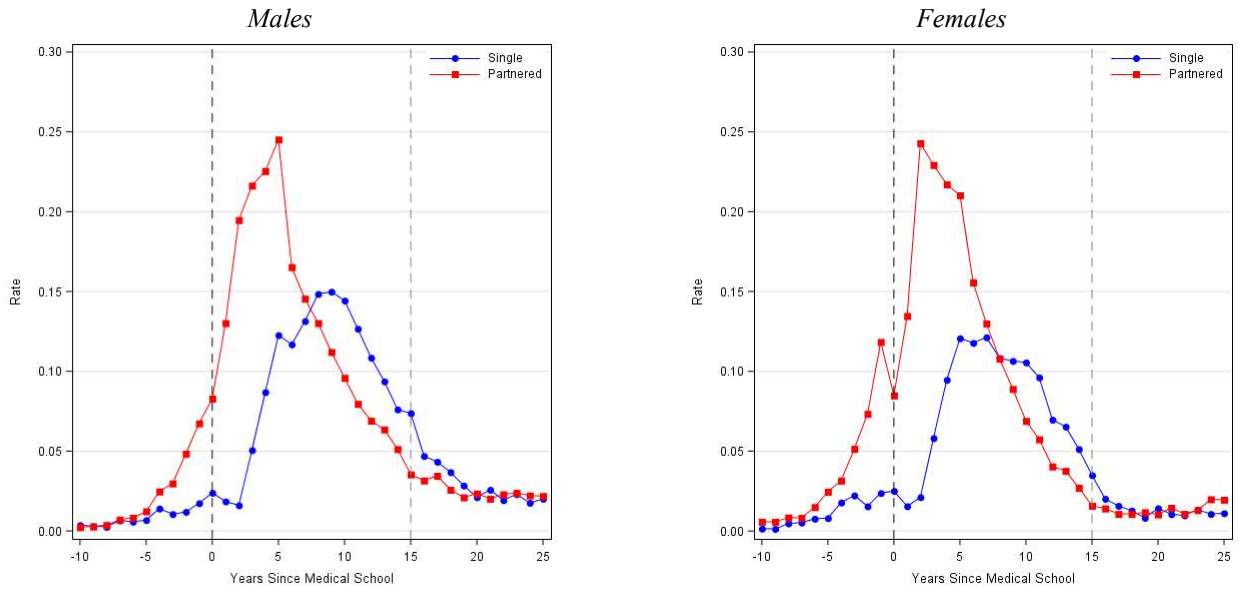 Males
Single
Partnered
0.30
0.25
0.20
0.15
0.10
0.05
0.00
Rate
-10 -5 0 5 10 15 20 25
Years Since Medical School
Females
Single
Partnered
0.30
0.25
0.20
0.15
0.10
0.05
0.00
Rate
-10 -5 0 5 10 15 20 25
Years Since Medical School